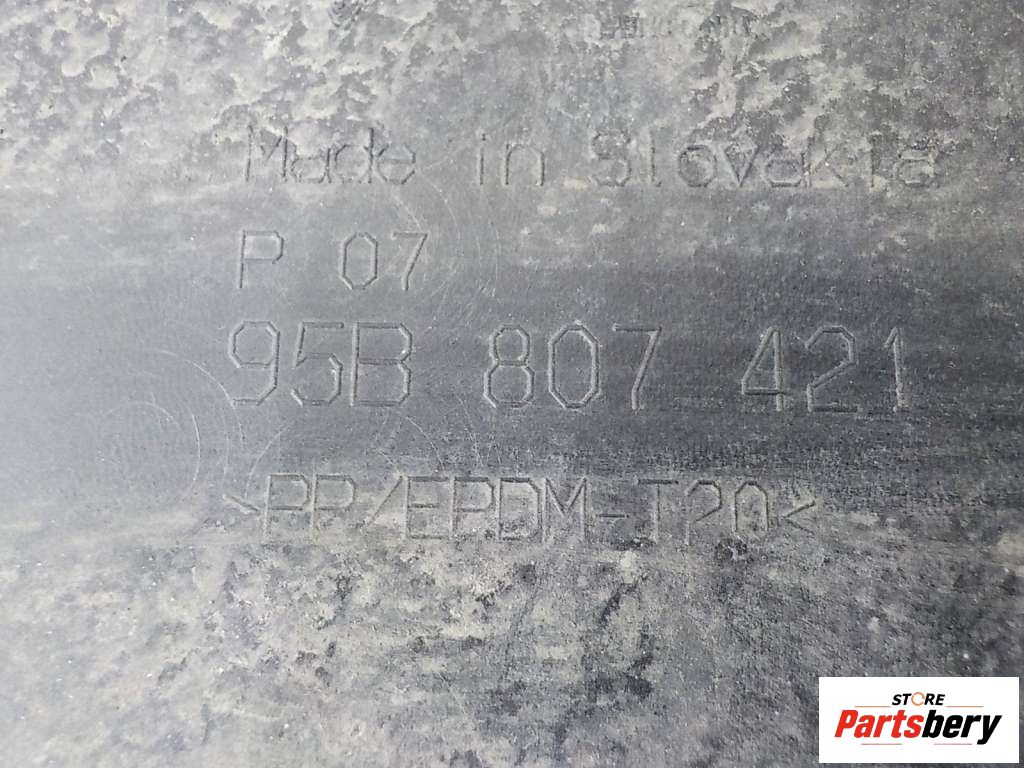 Made in Slovakia
P 07
95B 807 421
>PP/EPDM-T20<
STORE
Partsbery